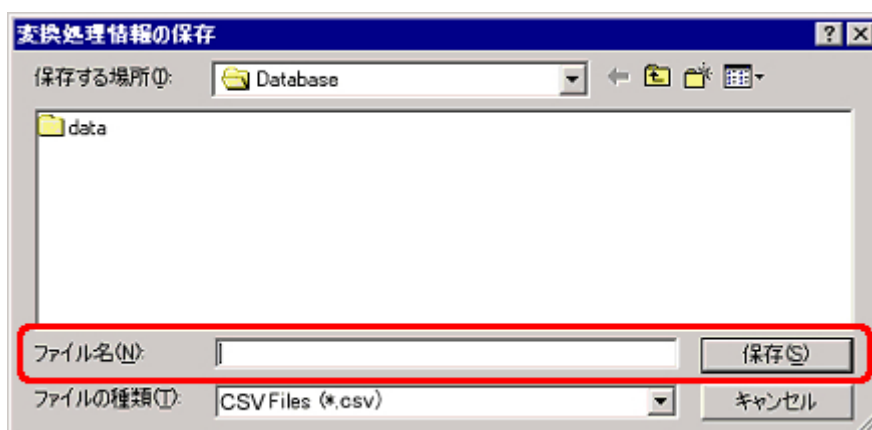 変換処理情報の保存
保存する場所(I): Database
data
ファイル名(N): 保存(S)
ファイルの種類(T): CSV Files (*.csv) キャンセル